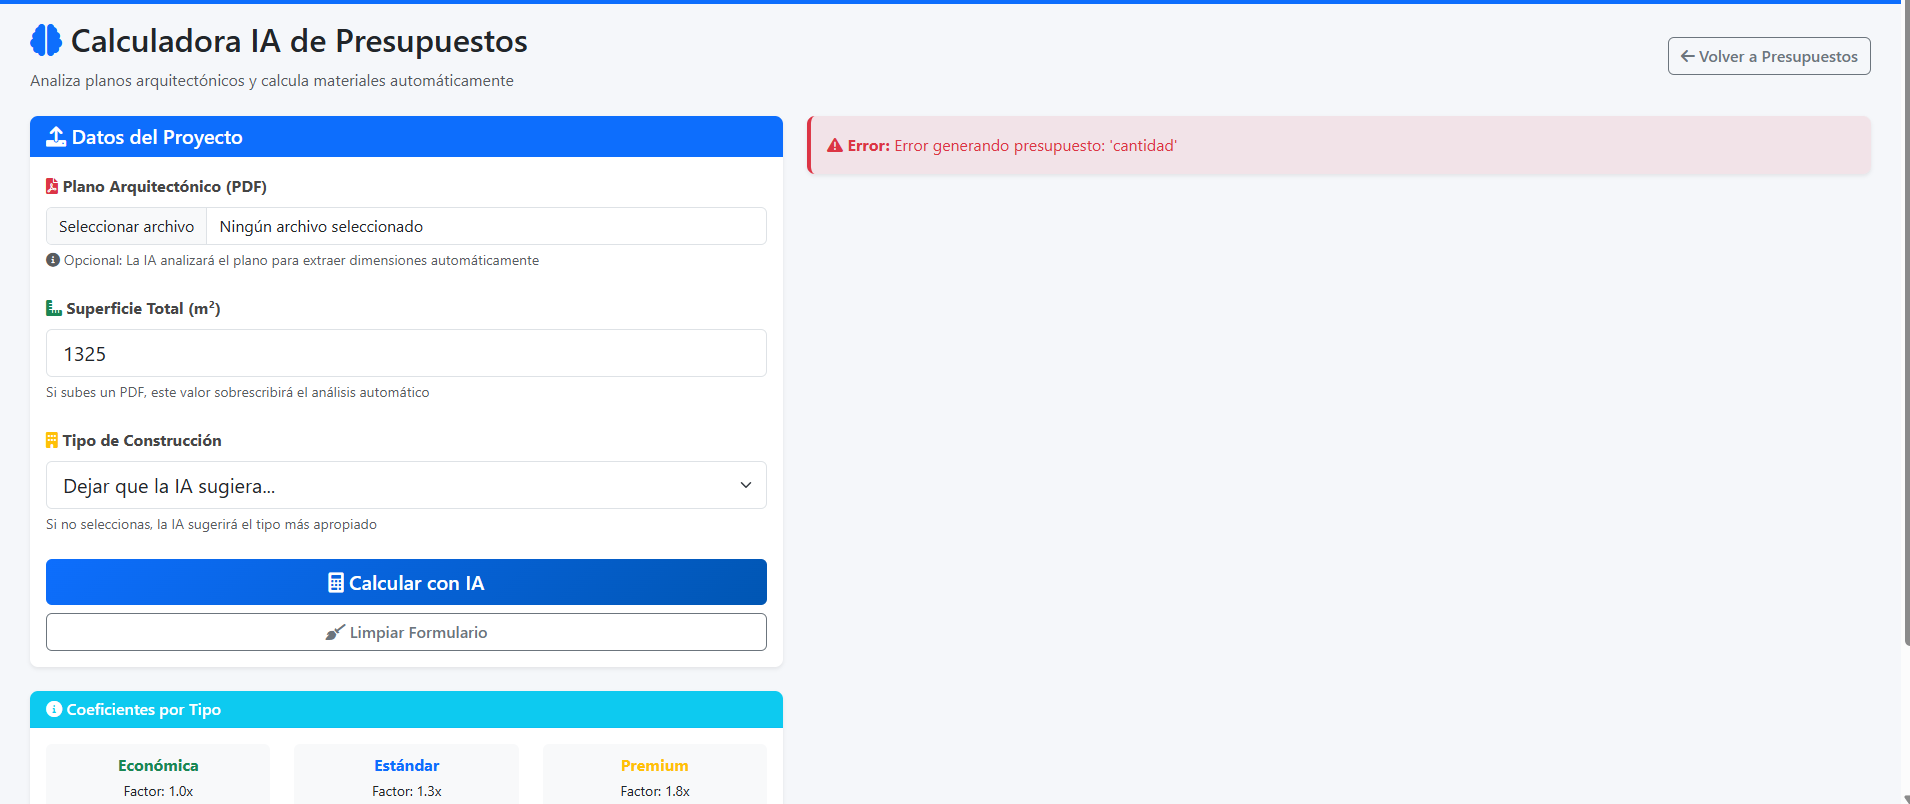 Calculadora IA de Presupuestos
Analiza planos arquitectónicos y calcula materiales automáticamente
Volver a Presupuestos
Datos del Proyecto
Plano Arquitectónico (PDF)
Seleccionar archivo Ningún archivo seleccionado
Opcional: La IA analizará el plano para extraer dimensiones automáticamente
Superficie Total (m²)
1325
Si subes un PDF, este valor sobrescribirá el análisis automático
Tipo de Construcción
Dejar que la IA sugiera...
Si no seleccionas, la IA sugerirá el tipo más apropiado
Calcular con IA
Limpiar Formulario
Coeficientes por Tipo
Económica
Factor: 1.0x
Estándar
Factor: 1.3x
Premium
Factor: 1.8x
Error: Error generando presupuesto: 'cantidad'